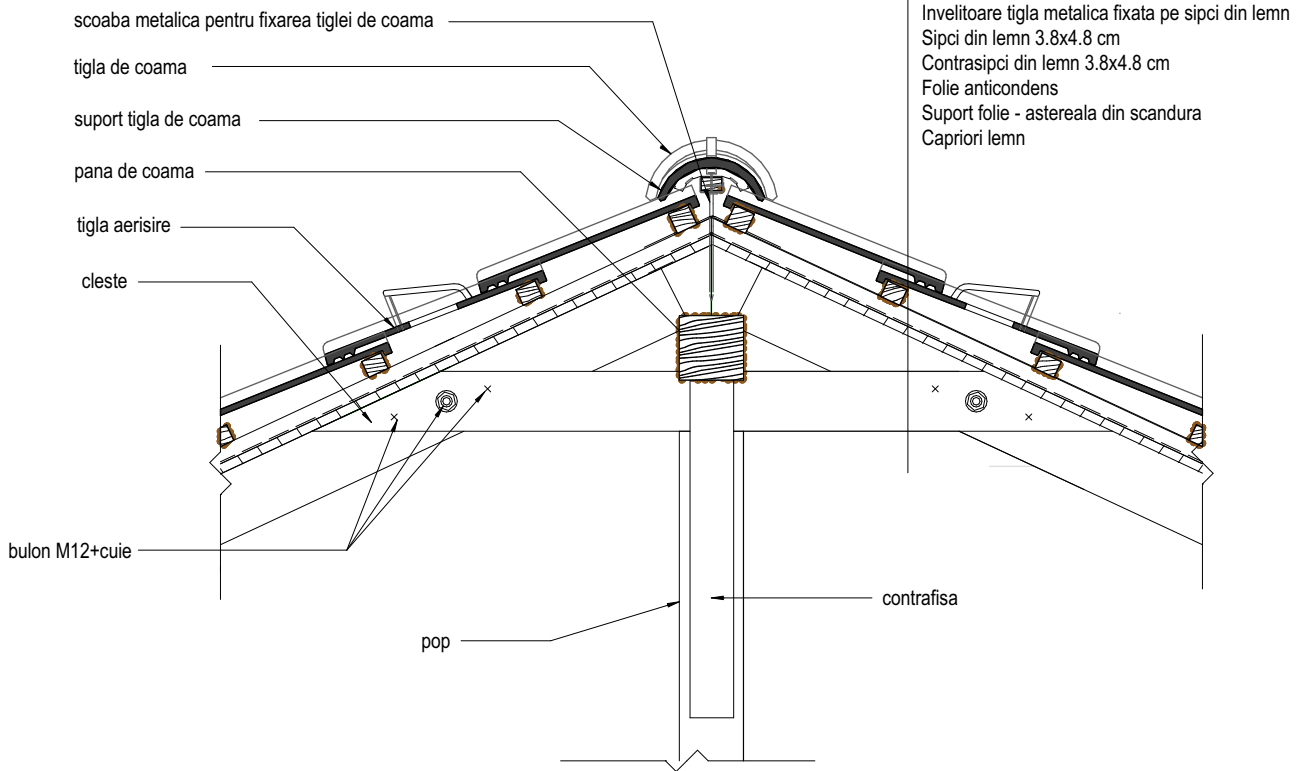 scoaba metalica pentru fixarea tiglei de coama
tigla de coama
suport tigla de coama
pana de coama
tigla aerisire
cleste
bulon M12+cuie
pop
contrafisa
Invelitoare tigla metalica fixata pe sipci din lemn
Sipci din lemn 3.8x4.8 cm
Contrasipci din lemn 3.8x4.8 cm
Folie anticondens
Suport folie - astereala din scandura
Capriori lemn